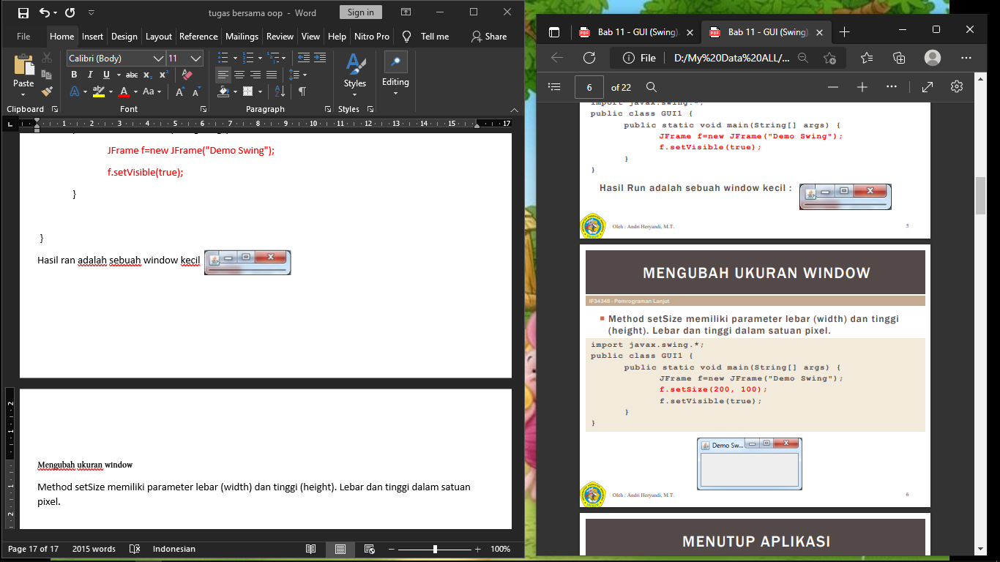 tugas bersama oop - Word
Sign in
File Home Insert Design Layout Reference Mailings Review View Help Nitro Pro Tell me Share
Paste
Calibri (Body) 11
B I U abc x₂ x²
A ab A Aa A A
Styles
Editing
Clipboard Font Paragraph Styles
L 1 2 3 4 5 6 7 8 9 10 11 12 13 14 15 17
JFrame f=new JFrame("Demo Swing");
f.setVisible(true);
}
}
Hasil ran adalah sebuah window kecil
2
1
1
2
Mengubah ukuran window
Method setSize memiliki parameter lebar (width) dan tinggi (height). Lebar dan tinggi dalam satuan
pixel.
Page 17 of 17 2015 words Indonesian 100%
PDF Bab 11 - GUI (Swing). PDF Bab 11 - GUI (Swing)
File D:/My%20Data%20ALL/...
6 of 22
import javax.swing.*;
public class GUI1 {
public static void main(String[] args) {
JFrame f=new JFrame("Demo Swing");
f.setVisible(true);
}
}
Hasil Run adalah sebuah window kecil :
Oleh : Andri Heryandi, M.T. 5
MENGUBAH UKURAN WINDOW
IF34348 - Pemrograman Lanjut
Method setSize memiliki parameter lebar (width) dan tinggi
(height). Lebar dan tinggi dalam satuan pixel.
import javax.swing.*;
public class GUI1 {
public static void main(String[] args) {
JFrame f=new JFrame("Demo Swing");
f.setSize(200, 100);
f.setVisible(true);
}
}
Demo Sw...
Oleh : Andri Heryandi, M.T. 6
MENUTUP APLIKASI